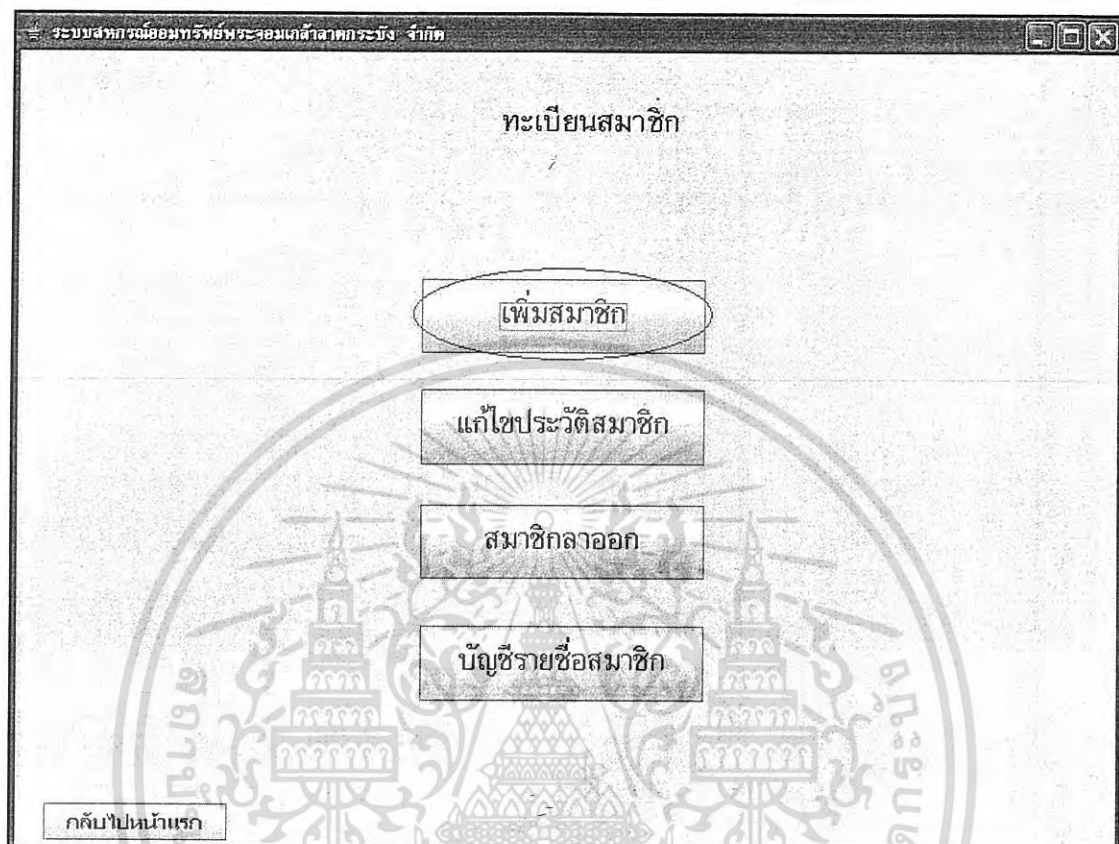 ระบบสหกรณ์ออมทรัพย์พระจอมเกล้าลาดกระบัง จำกัด
ทะเบียนสมาชิก
เพิ่มสมาชิก
แก้ไขประวัติสมาชิก
สมาชิกลาออก
บัญชีรายชื่อสมาชิก
กลับไปหน้าแรก